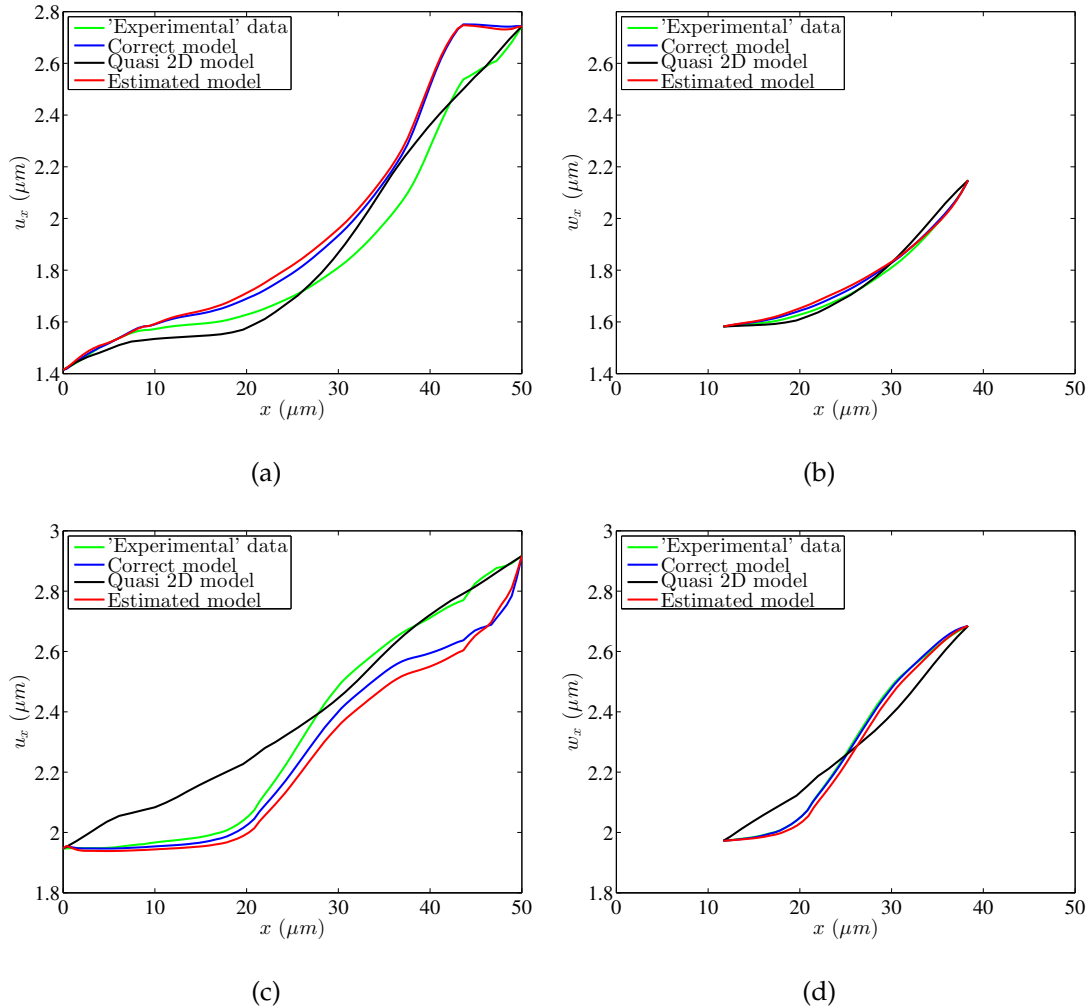 2.8
2.6
2.4
2.2
2
1.8
1.6
1.4
u_x (μm)
'Experimental' data
Correct model
Quasi 2D model
Estimated model
0 10 20 30 40 50
x (μm)
(a)
2.8
2.6
2.4
2.2
2
1.8
1.6
1.4
w_x (μm)
'Experimental' data
Correct model
Quasi 2D model
Estimated model
0 10 20 30 40 50
x (μm)
(b)
3
2.8
2.6
2.4
2.2
2
1.8
u_x (μm)
'Experimental' data
Correct model
Quasi 2D model
Estimated model
0 10 20 30 40 50
x (μm)
(c)
3
2.8
2.6
2.4
2.2
2
1.8
w_x (μm)
'Experimental' data
Correct model
Quasi 2D model
Estimated model
0 10 20 30 40 50
x (μm)
(d)